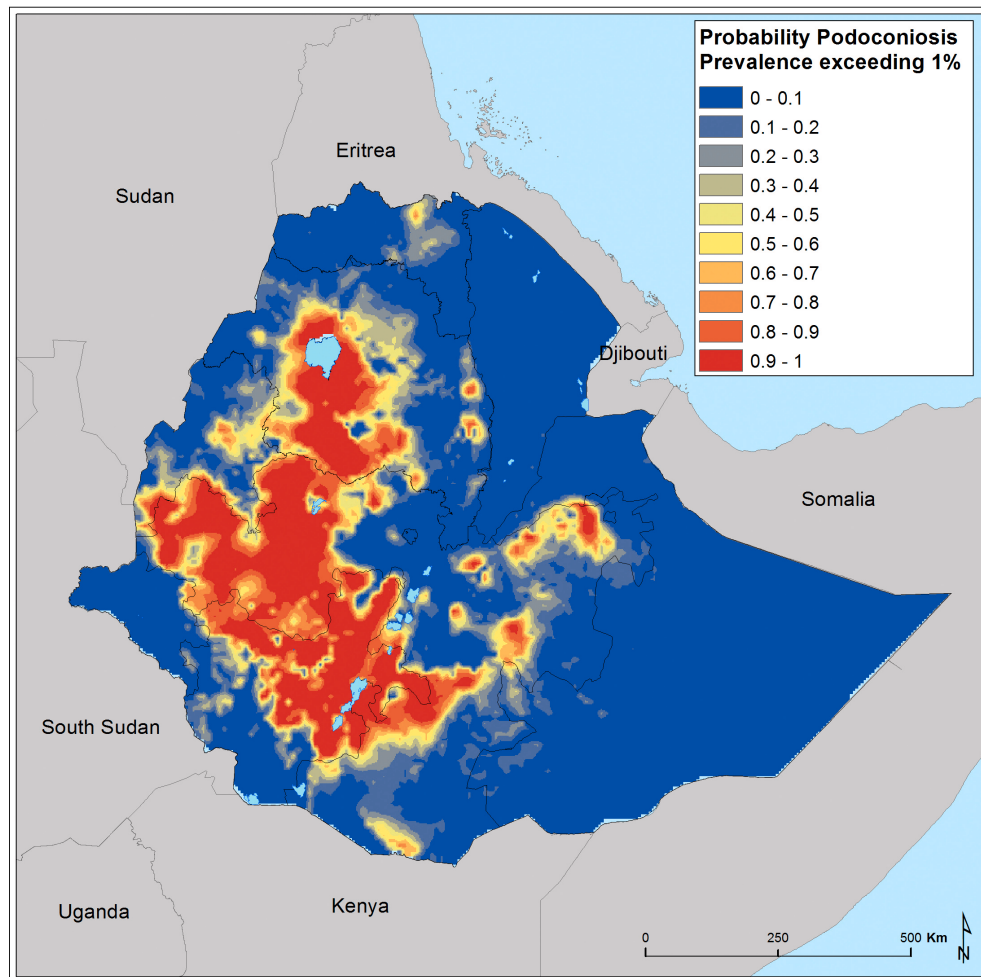 Probability Podoconiosis
Prevalence exceeding 1%
0 - 0.1
0.1 - 0.2
0.2 - 0.3
0.3 - 0.4
0.4 - 0.5
0.5 - 0.6
0.6 - 0.7
0.7 - 0.8
0.8 - 0.9
0.9 - 1
Eritrea
Sudan
Djibouti
Somalia
South Sudan
Uganda
Kenya
0 250 500 Km
N